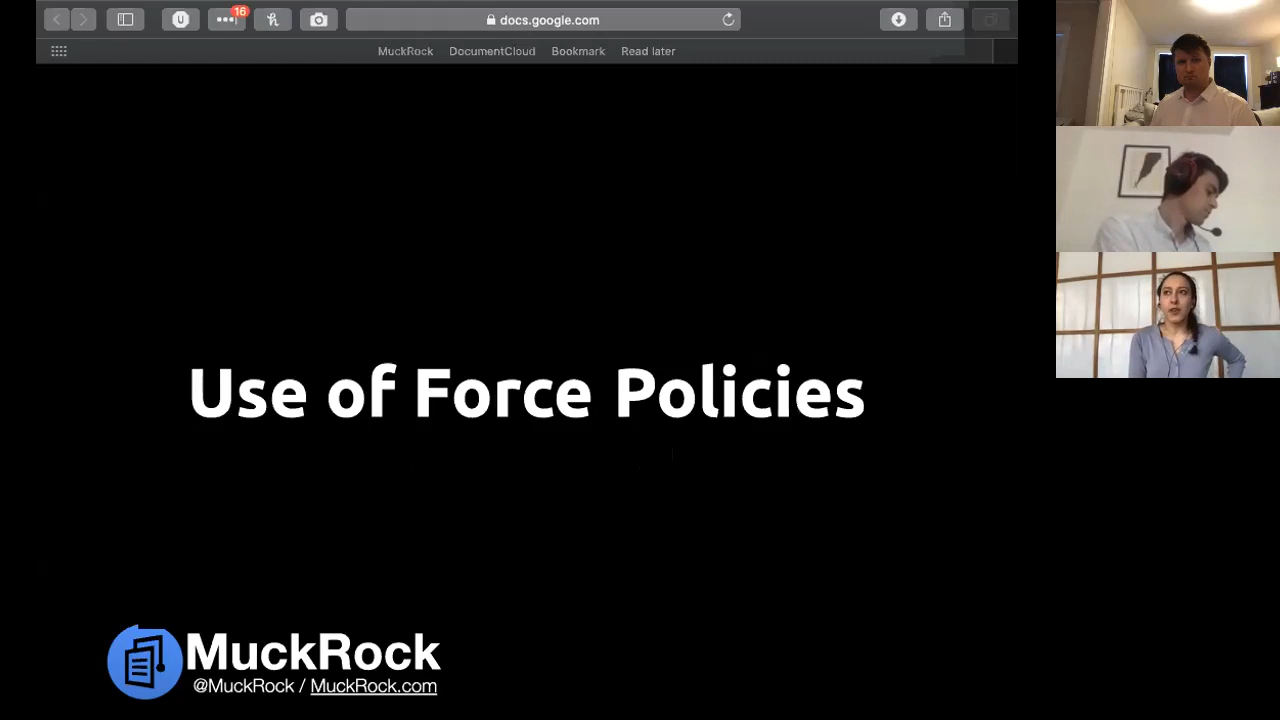 16
docs.google.com
MuckRock DocumentCloud Bookmark Read later
Use of Force Policies
MuckRock
@MuckRock / MuckRock.com